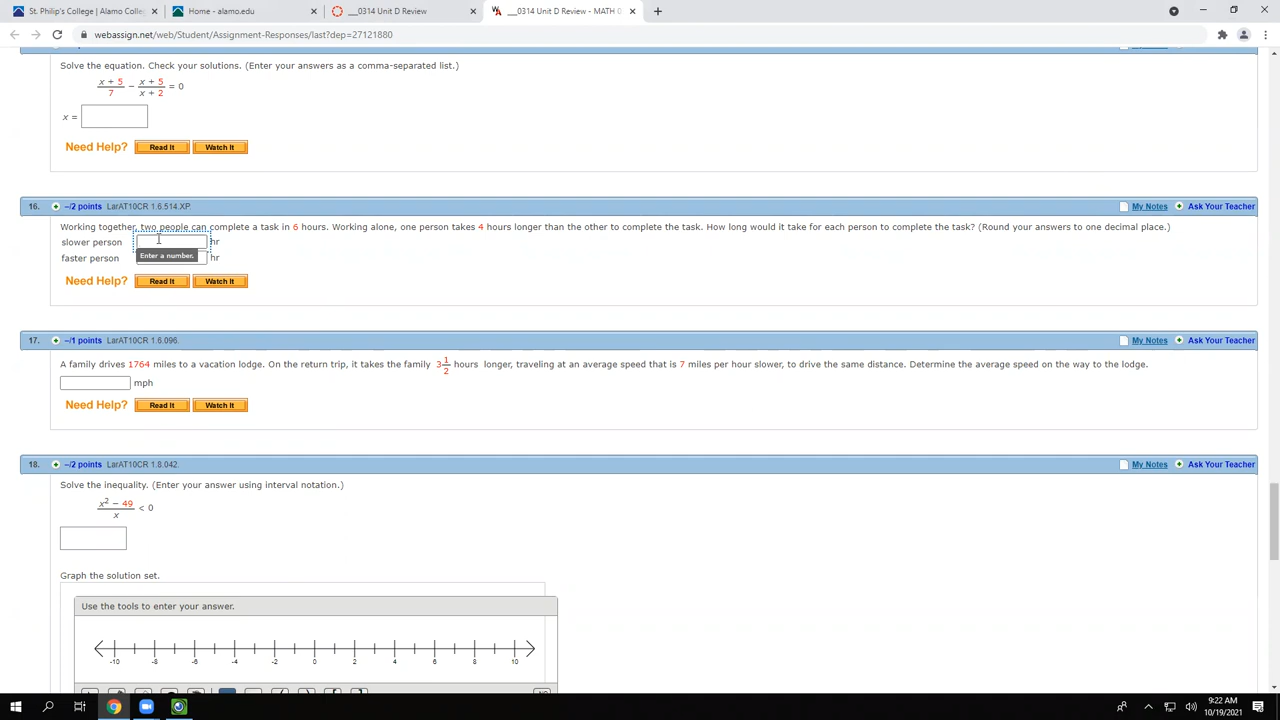 St. Philip's College | Alamo Colle
Home - alamo.edu
__0314 Unit D Review
__0314 Unit D Review - MATH 0
webassign.net/web/Student/Assignment-Responses/last?dep=27121880
Solve the equation. Check your solutions. (Enter your answers as a comma-separated list.)
x + 5 / 7 − x + 5 / x + 2 = 0
x =
Need Help? Read It Watch It
16. –/2 points LarAT10CR 1.6.514.XP. My Notes Ask Your Teacher
Working together, two people can complete a task in 6 hours. Working alone, one person takes 4 hours longer than the other to complete the task. How long would it take for each person to complete the task? (Round your answers to one decimal place.)
slower person hr
Enter a number.
faster person hr
Need Help? Read It Watch It
17. –/1 points LarAT10CR 1.6.096. My Notes Ask Your Teacher
A family drives 1764 miles to a vacation lodge. On the return trip, it takes the family 3 1/2 hours longer, traveling at an average speed that is 7 miles per hour slower, to drive the same distance. Determine the average speed on the way to the lodge.
mph
Need Help? Read It Watch It
18. –/2 points LarAT10CR 1.8.042. My Notes Ask Your Teacher
Solve the inequality. (Enter your answer using interval notation.)
x² − 49 / x < 0
Graph the solution set.
Use the tools to enter your answer.
-10 -8 -6 -4 -2 0 2 4 6 8 10
9:22 AM
10/19/2021